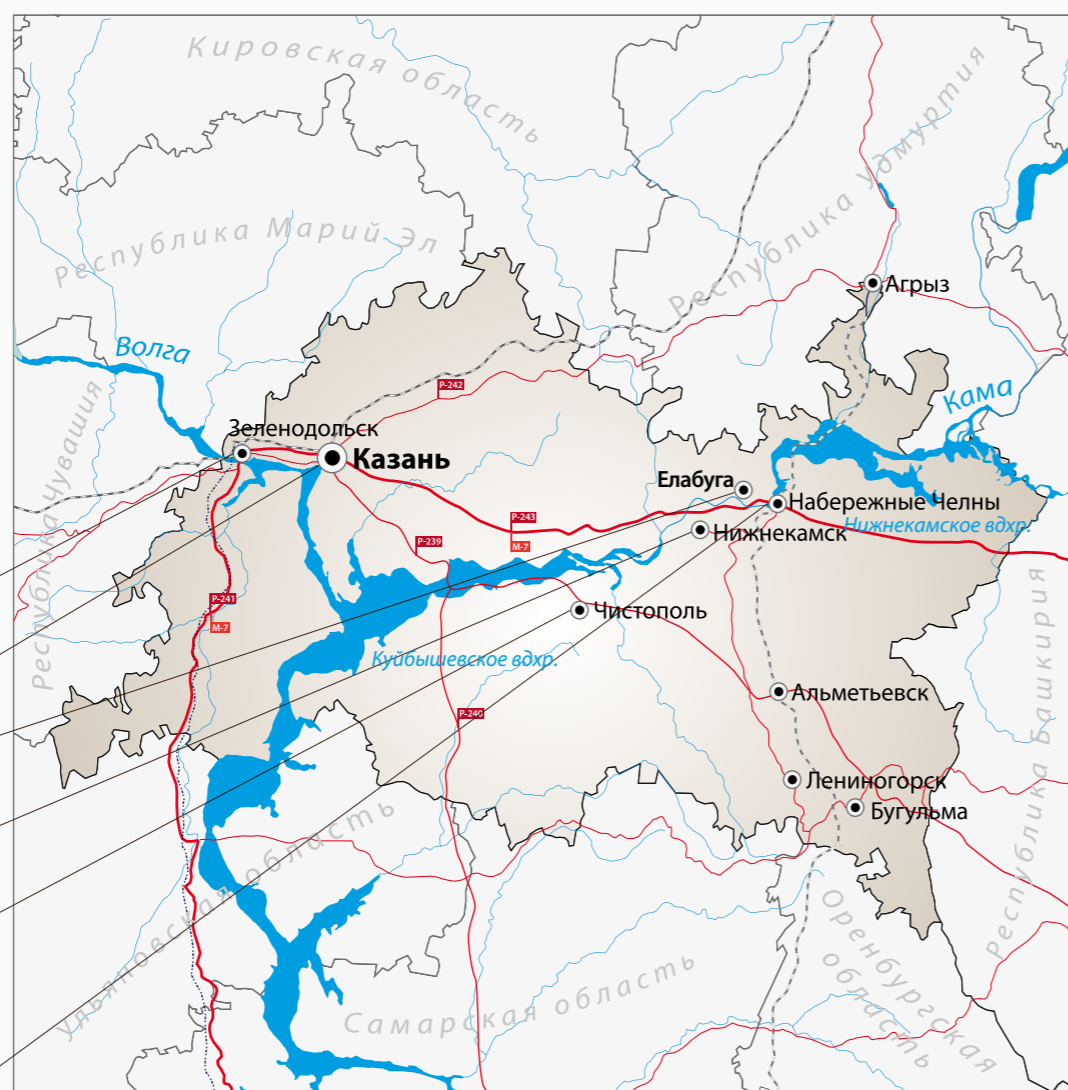 Кировская область
Республика Удмуртия
Республика Марий Эл
Агрыз
Волга
Кама
Р-242
Республика Чувашия
Зеленодольск
Казань
Елабуга
Набережные Челны
Нижнекамское вдхр.
Р-243
М-7
Нижнекамск
Р-239
Р-241
М-7
Чистополь
Республика Башкирия
Куйбышевское вдхр.
Альметьевск
Р-240
Лениногорск
Бугульма
Ульяновская область
Оренбургская
область
Самарская область